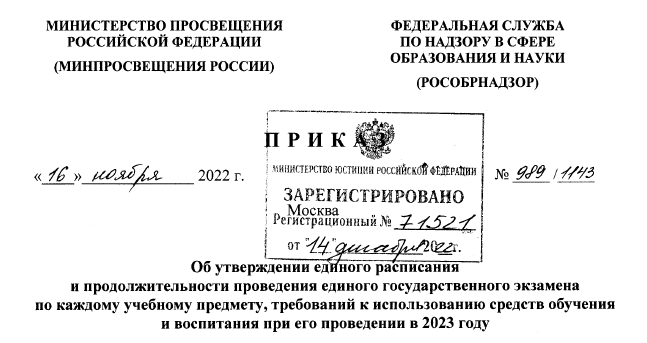 МИНИСТЕРСТВО ПРОСВЕЩЕНИЯ
РОССИЙСКОЙ ФЕДЕРАЦИИ
(МИНПРОСВЕЩЕНИЯ РОССИИ)
ФЕДЕРАЛЬНАЯ СЛУЖБА
ПО НАДЗОРУ В СФЕРЕ
ОБРАЗОВАНИЯ И НАУКИ
(РОСОБРНАДЗОР)
П Р И К А З
МИНИСТЕРСТВО ЮСТИЦИИ РОССИЙСКОЙ ФЕДЕРАЦИИ
« 16 » ноября 2022 г.
№ 989 / 1143
ЗАРЕГИСТРИРОВАНО
Москва
Регистрационный № 71521
от "14" декабря 2022г.
Об утверждении единого расписания
и продолжительности проведения единого государственного экзамена
по каждому учебному предмету, требований к использованию средств обучения
и воспитания при его проведении в 2023 году